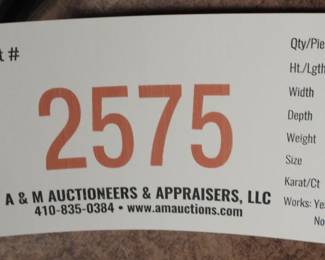 t #
2575
A & M AUCTIONEERS & APPRAISERS, LLC
410-835-0384 • www.amauctions.com
Qty/Pie
Ht./Lgth
Width
Depth
Weight
Size
Karat/Ct
Works: Ye
No